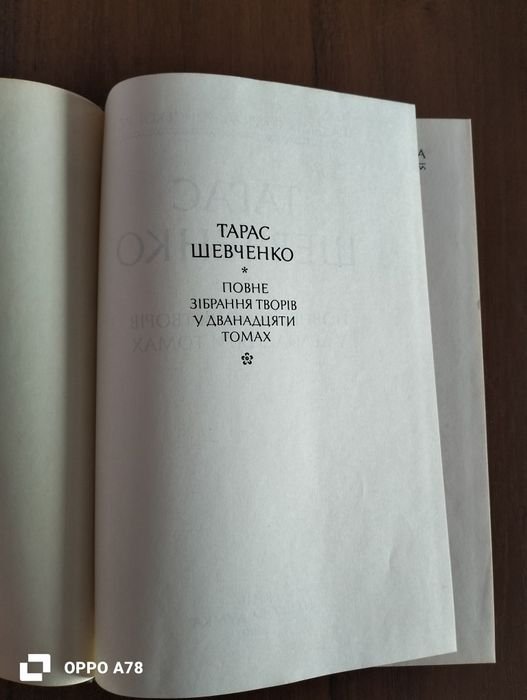 ТАРАС
ШЕВЧЕНКО
*
ПОВНЕ
ЗІБРАННЯ ТВОРІВ
У ДВАНАДЦЯТИ
ТОМАХ
OPPO A78